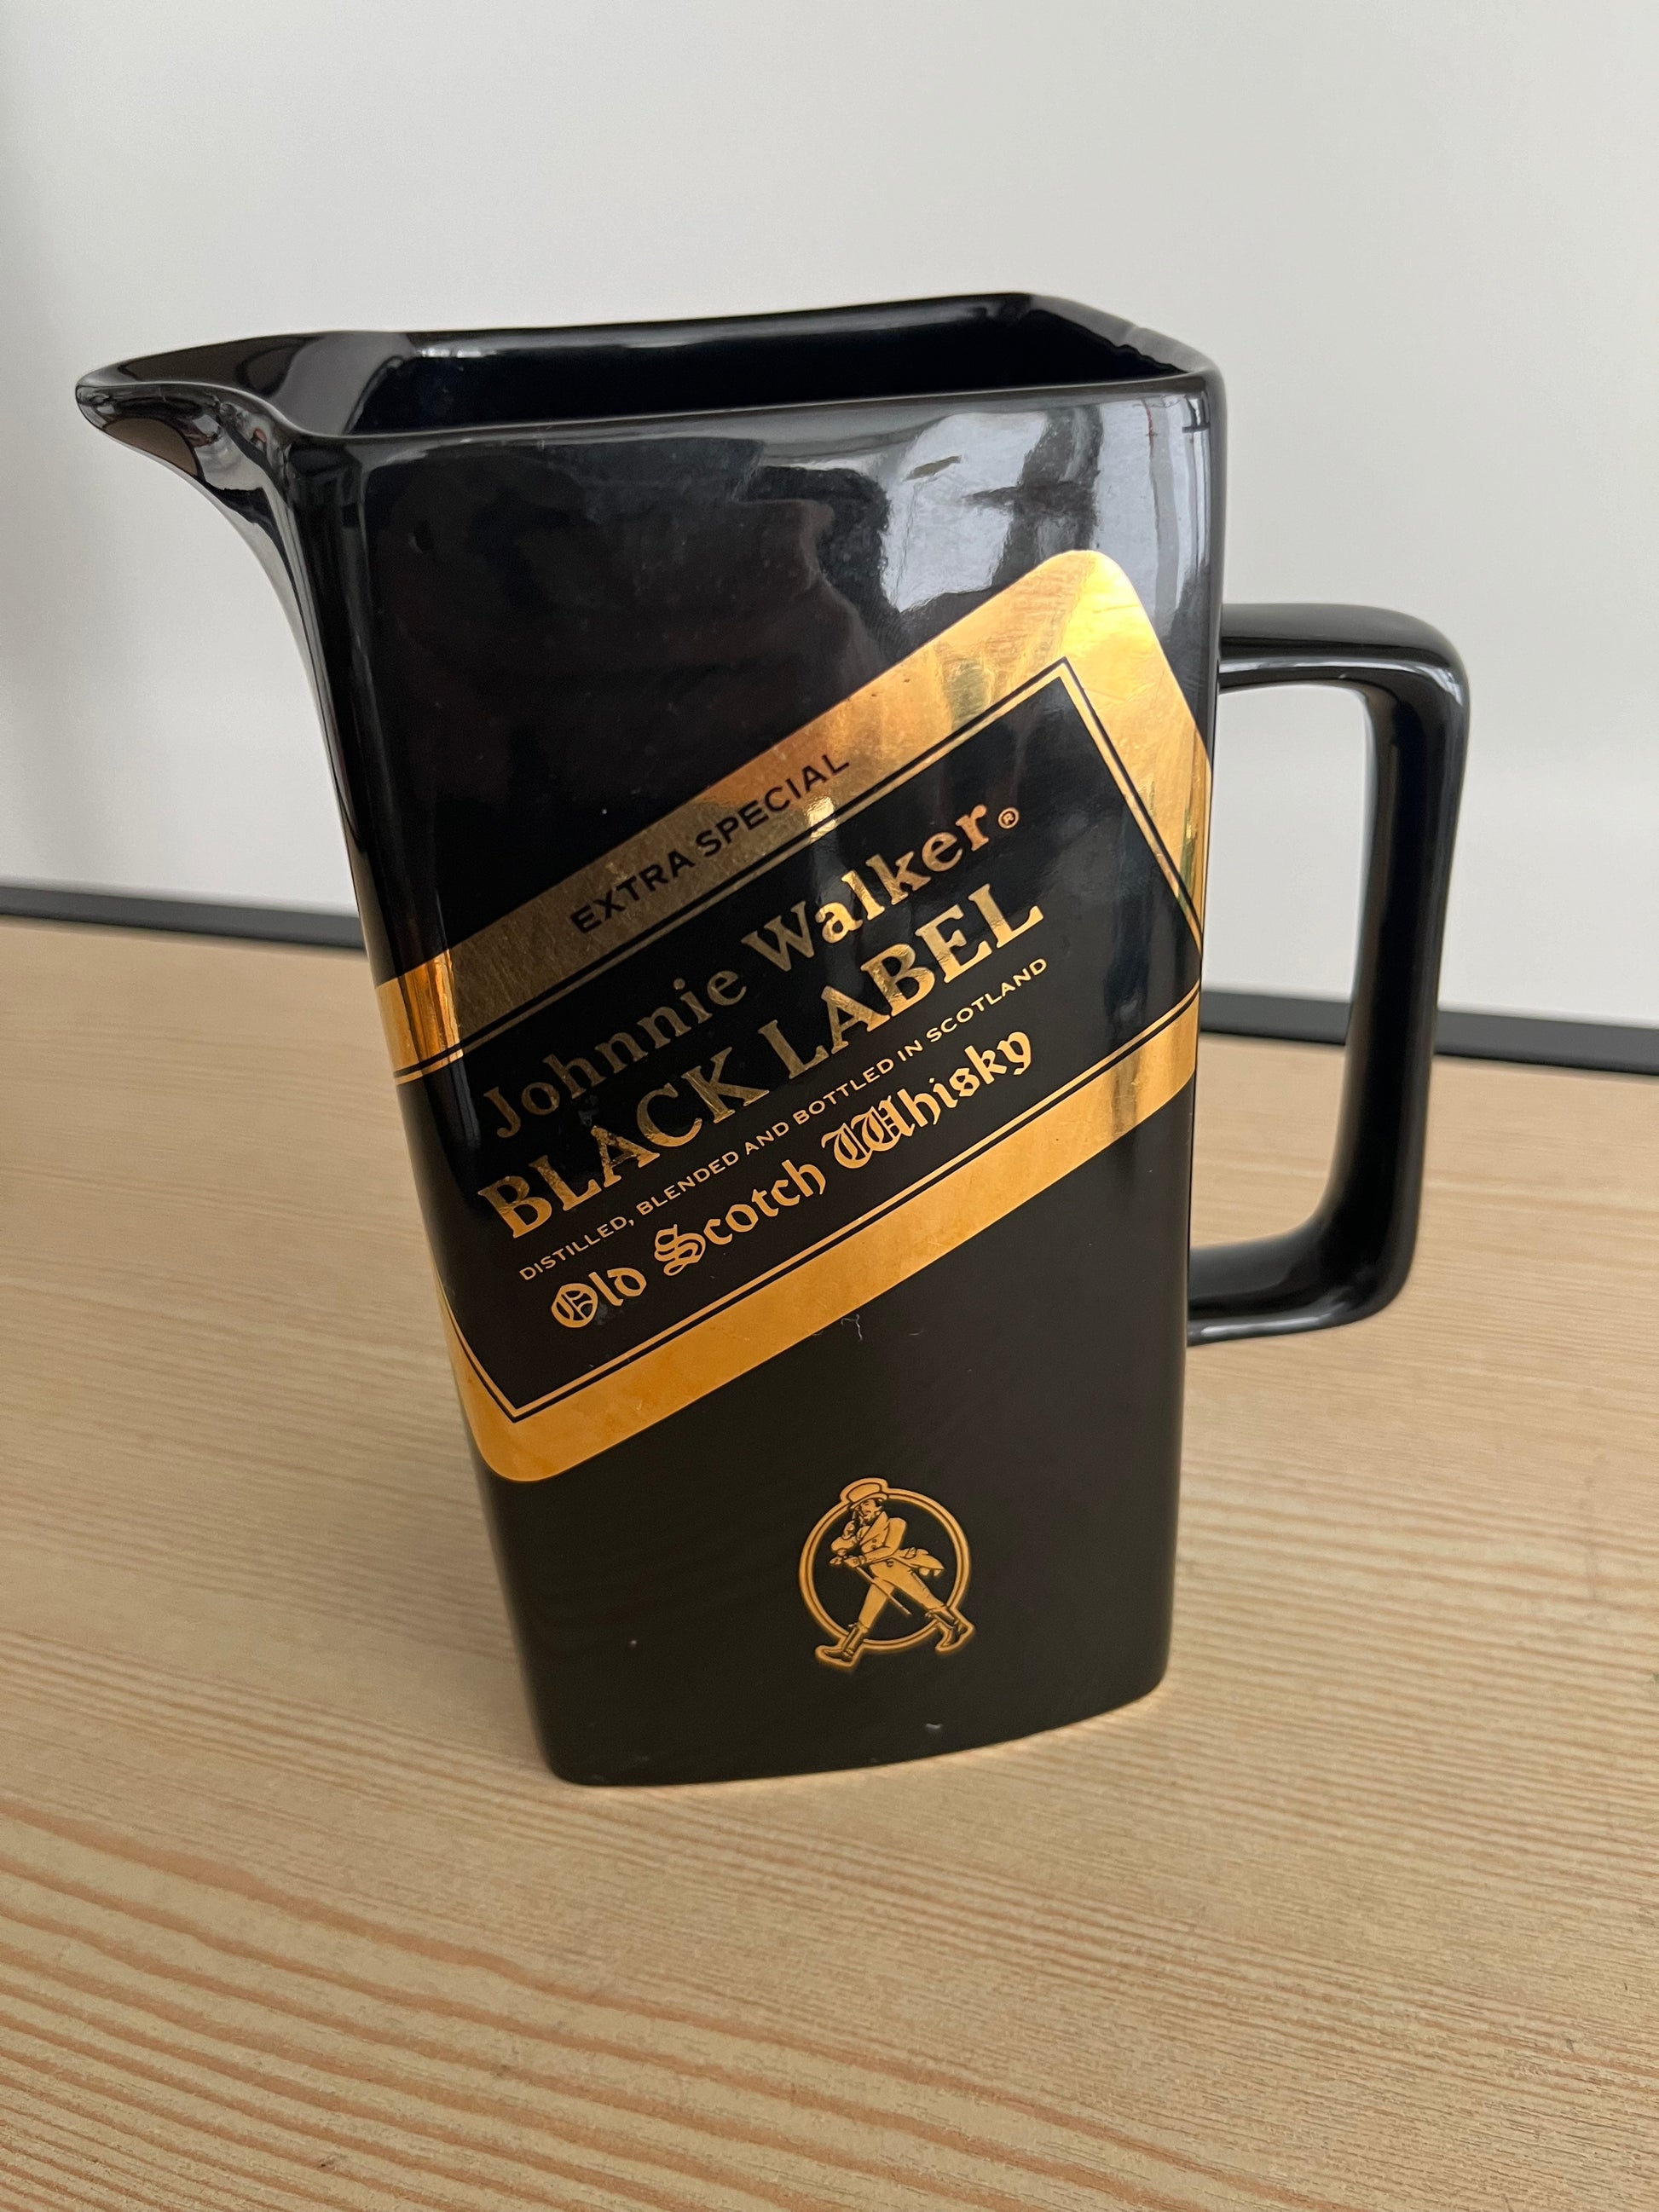 EXTRA SPECIAL
Johnnie Walker®
BLACK LABEL
DISTILLED, BLENDED AND BOTTLED IN SCOTLAND
Old Scotch Whisky